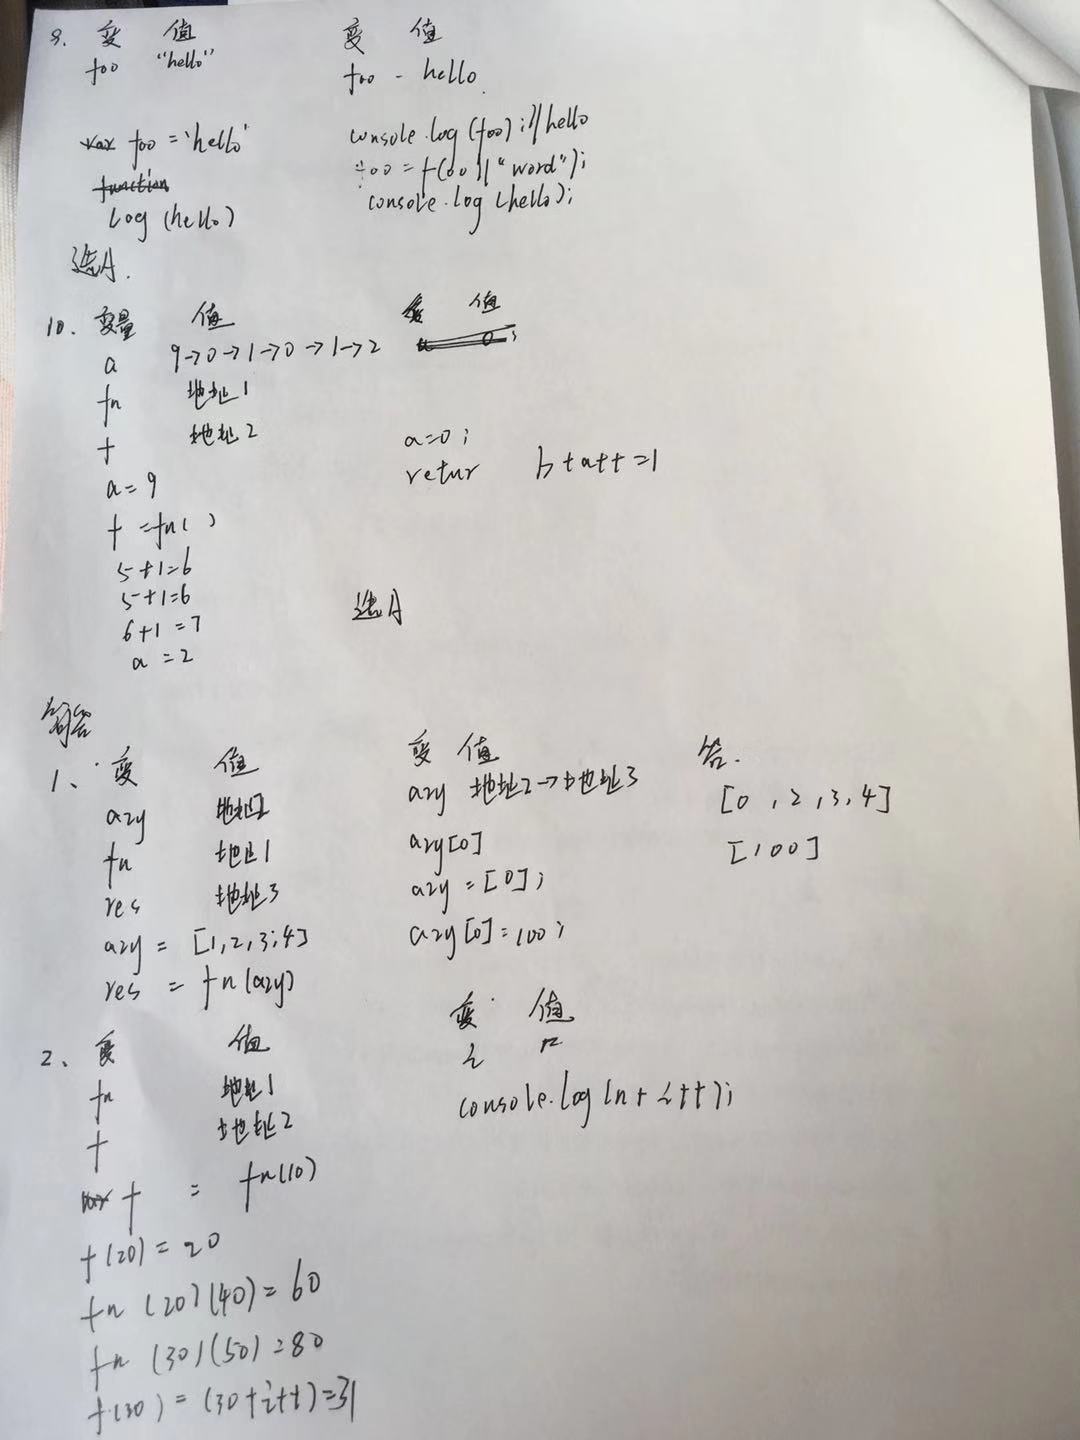 9. 变 值 变 值
foo "hello" foo - hello
var foo = 'hello' console.log(foo);//hello
function foo = f(oo || "word");
log (hello) console.log (hello);
选A.
10. 变量 值 变 值
a 9→0→1→0→1→2
fn 地址1
f 地址2
a=0;
a=9 retur b+a++=1
f =fn( )
5+1=6
5+1=6 选A
6+1=7
a=2
简答
1、变 值 变 值 答.
ary 地址2 ary 地址2→地址3 [0,2,3,4]
fn 地址1 ary[0] [100]
res 地址3 ary=[0];
ary = [1,2,3;4] ary[0]=100;
res = fn(ary)
2、变 值 变 值
fn 地址1 i
f 地址2 console.log(n+i++);
var f = fn(10)
f(20)=20
fn (20)(40)=60
fn (30)(50)=80
f(30)=(30+i++)=31